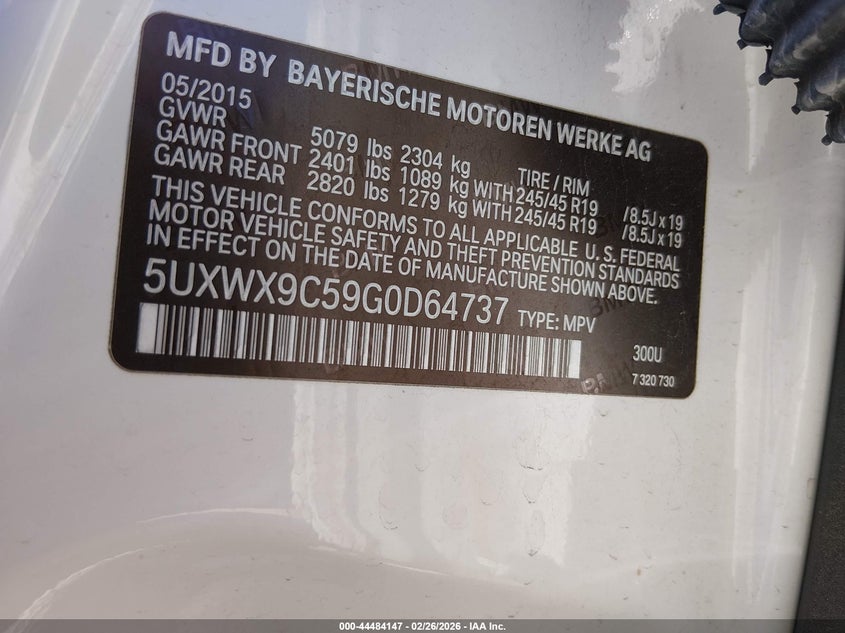 MFD BY BAYERISCHE MOTOREN WERKE AG
05/2015
GVWR 5079 lbs 2304 kg TIRE / RIM
GAWR FRONT 2401 lbs 1089 kg WITH 245/45 R19 /8.5J x 19
GAWR REAR 2820 lbs 1279 kg WITH 245/45 R19 /8.5J x 19
THIS VEHICLE CONFORMS TO ALL APPLICABLE U. S. FEDERAL
MOTOR VEHICLE SAFETY AND THEFT PREVENTION STANDARDS
IN EFFECT ON THE DATE OF MANUFACTURE SHOWN ABOVE.
5UXWX9C59G0D64737 TYPE: MPV
300U
7 320 730
000-44484147 - 02/26/2026 - IAA Inc.